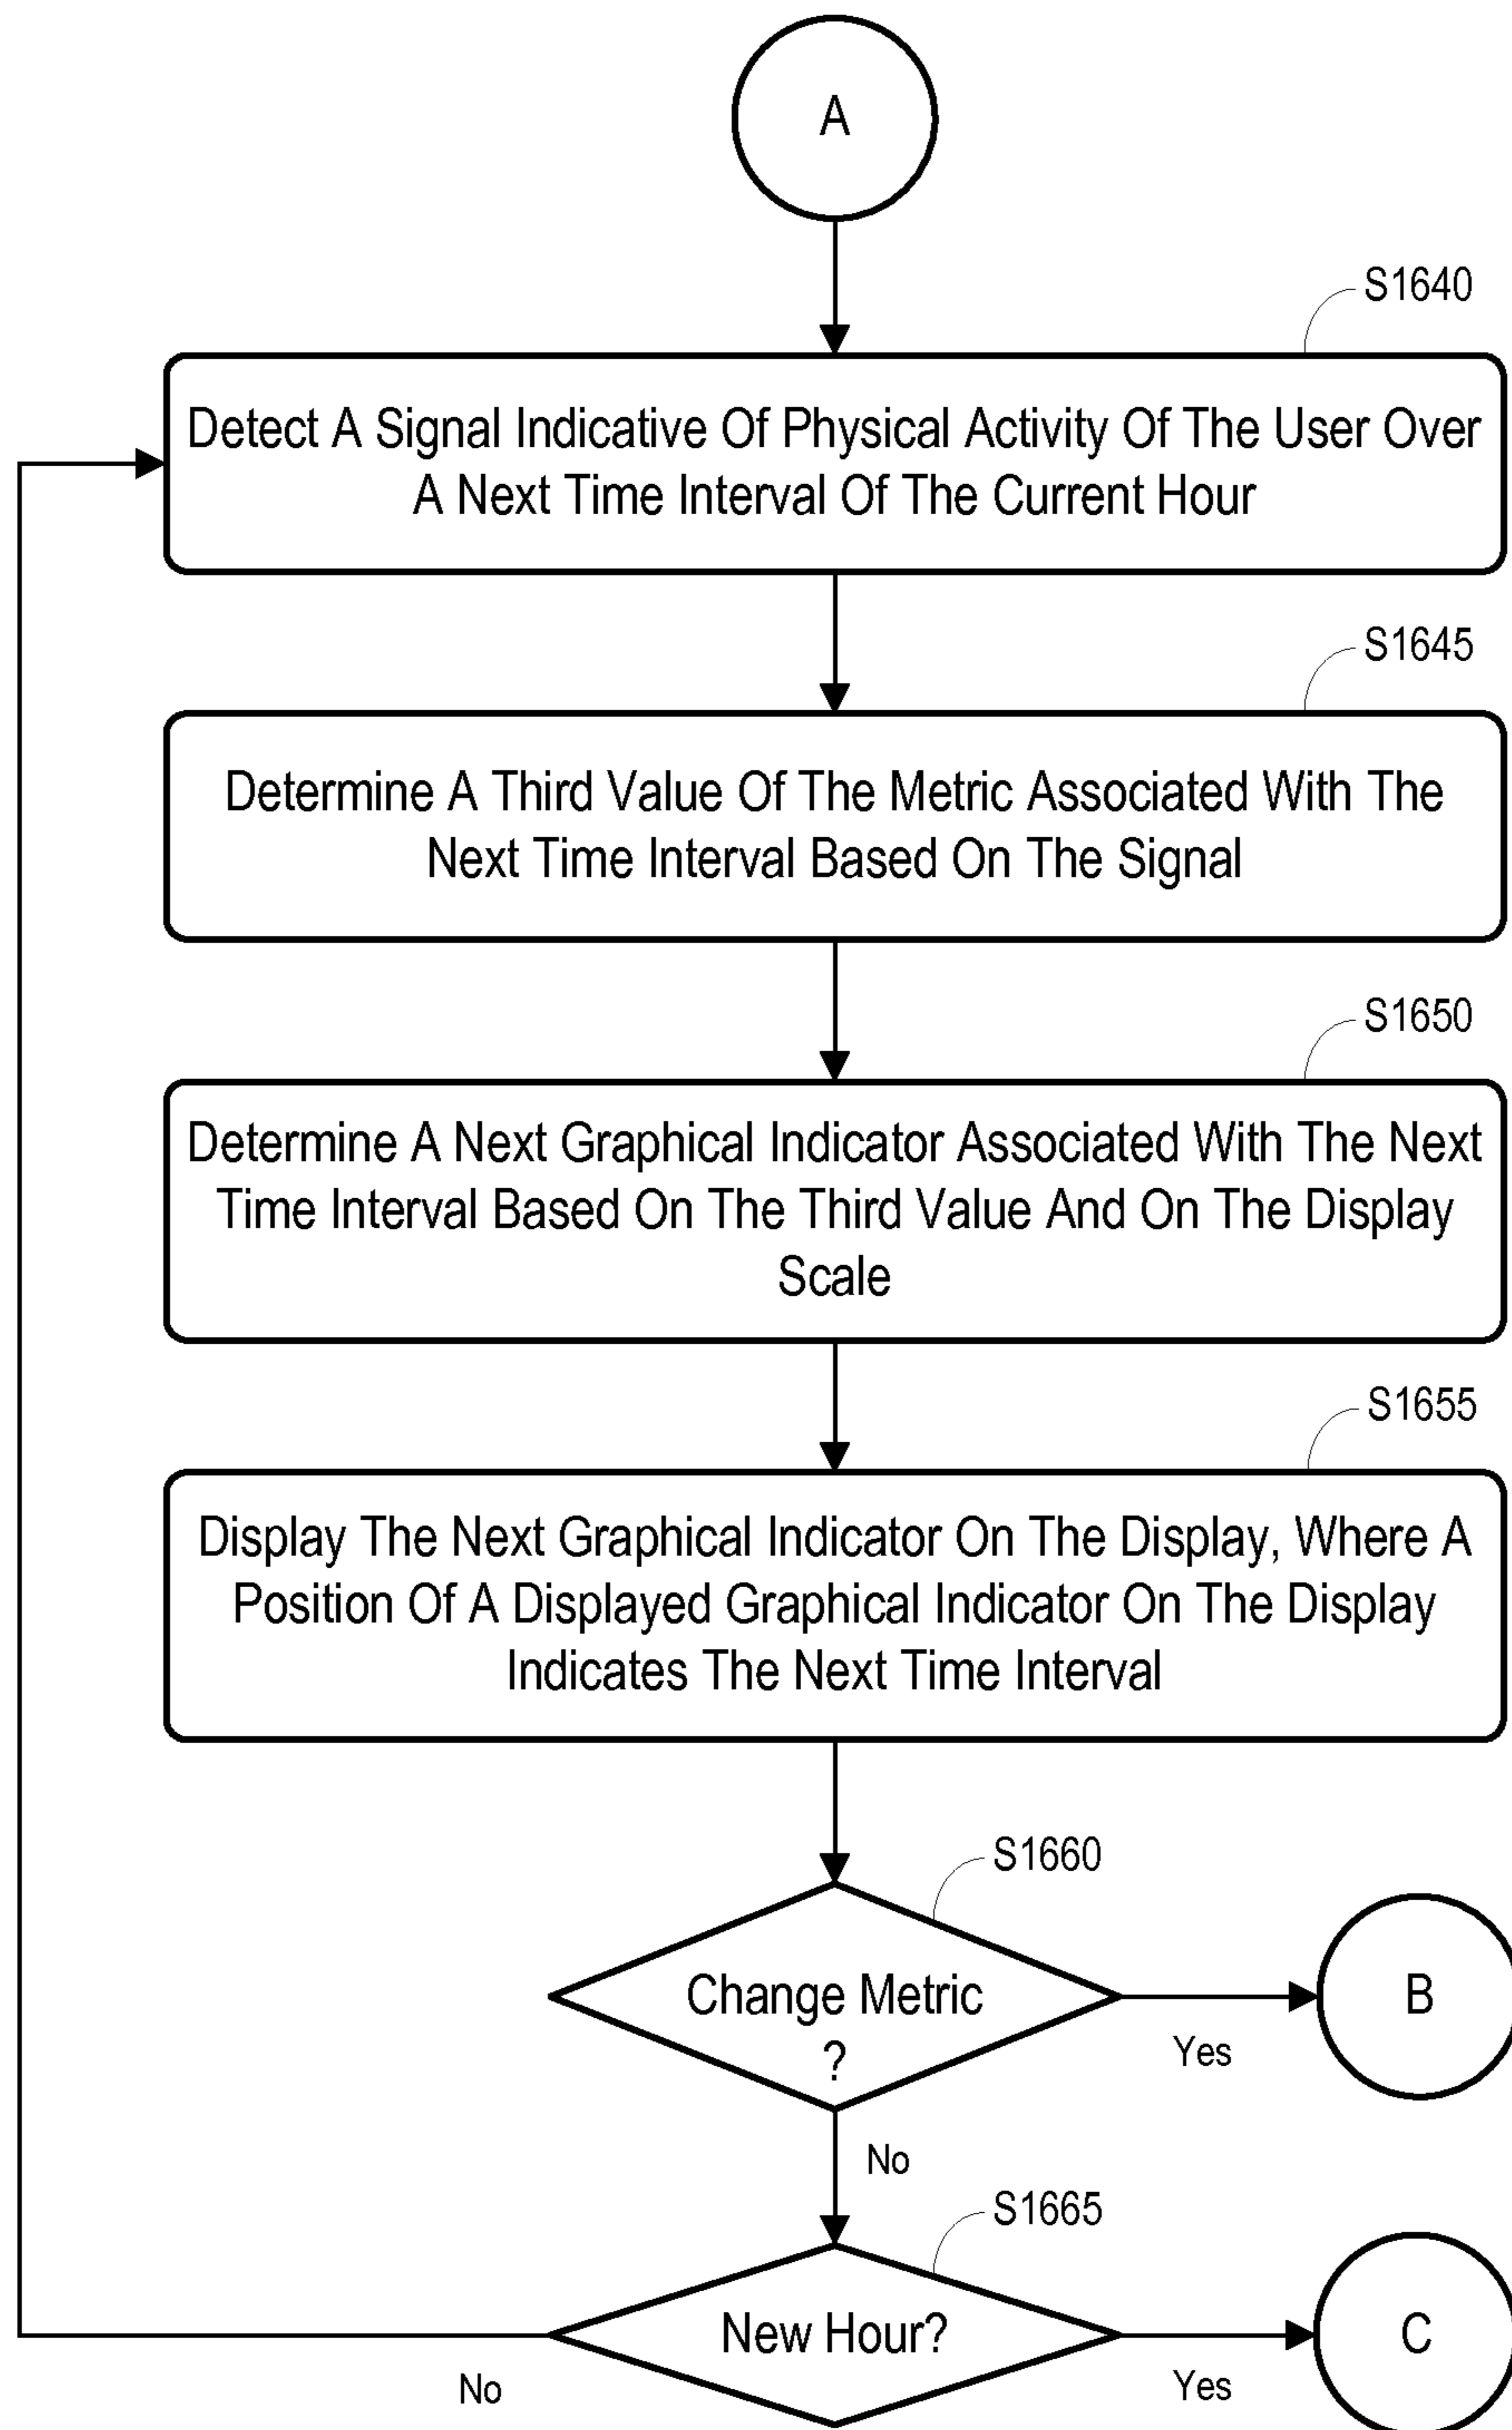 A
S1640
Detect A Signal Indicative Of Physical Activity Of The User Over
A Next Time Interval Of The Current Hour
S1645
Determine A Third Value Of The Metric Associated With The
Next Time Interval Based On The Signal
S1650
Determine A Next Graphical Indicator Associated With The Next
Time Interval Based On The Third Value And On The Display
Scale
S1655
Display The Next Graphical Indicator On The Display, Where A
Position Of A Displayed Graphical Indicator On The Display
Indicates The Next Time Interval
S1660
Change Metric
?
Yes
B
No
S1665
New Hour?
No
Yes
C